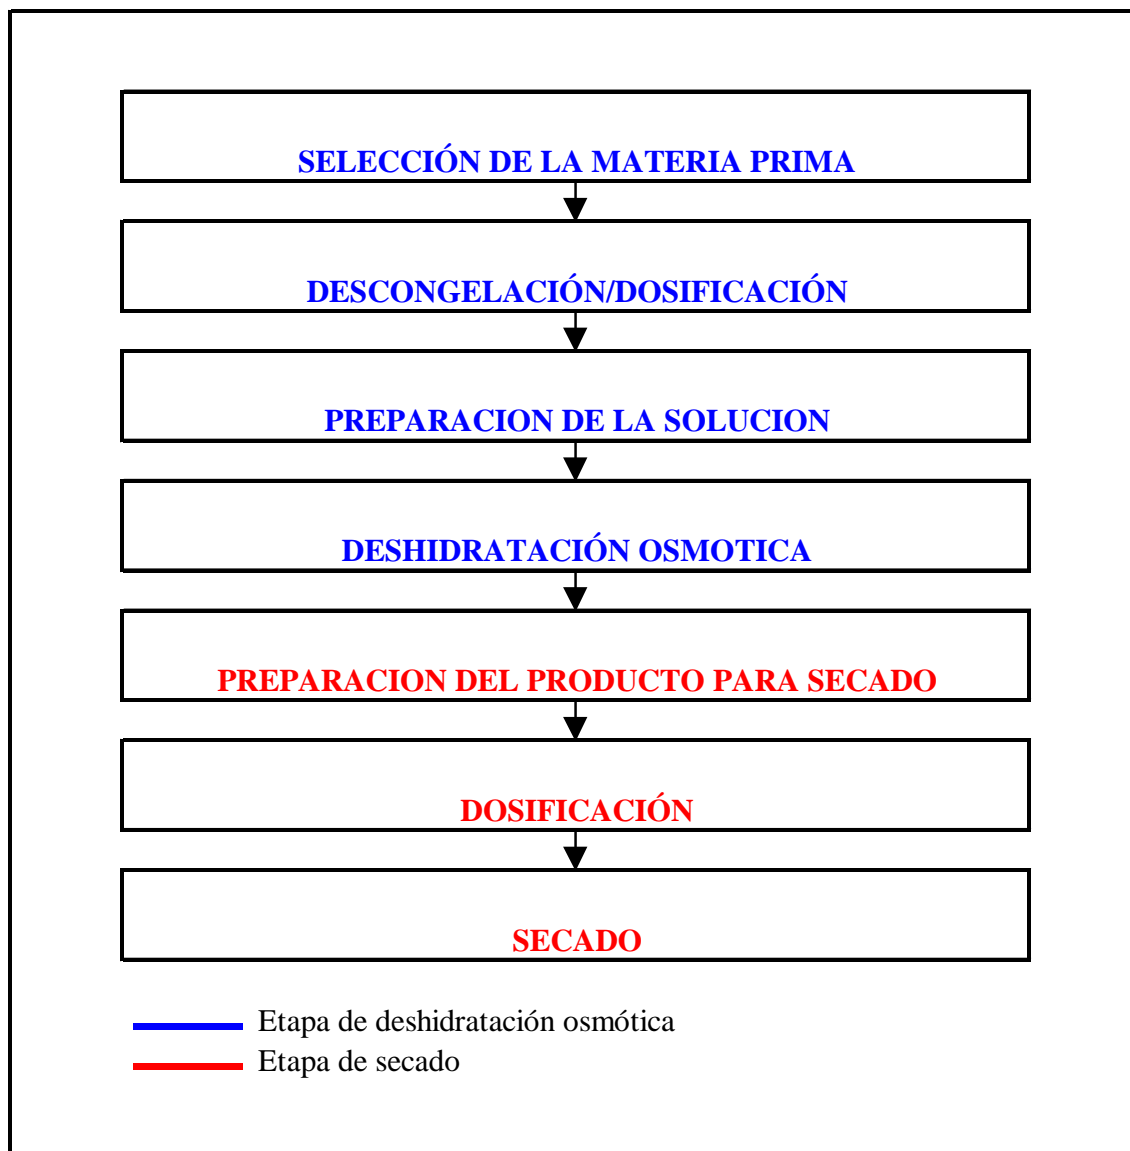 SELECCIÓN DE LA MATERIA PRIMA
DESCONGELACIÓN/DOSIFICACIÓN
PREPARACION DE LA SOLUCION
DESHIDRATACIÓN OSMOTICA
PREPARACION DEL PRODUCTO PARA SECADO
DOSIFICACIÓN
SECADO
Etapa de deshidratación osmótica
Etapa de secado